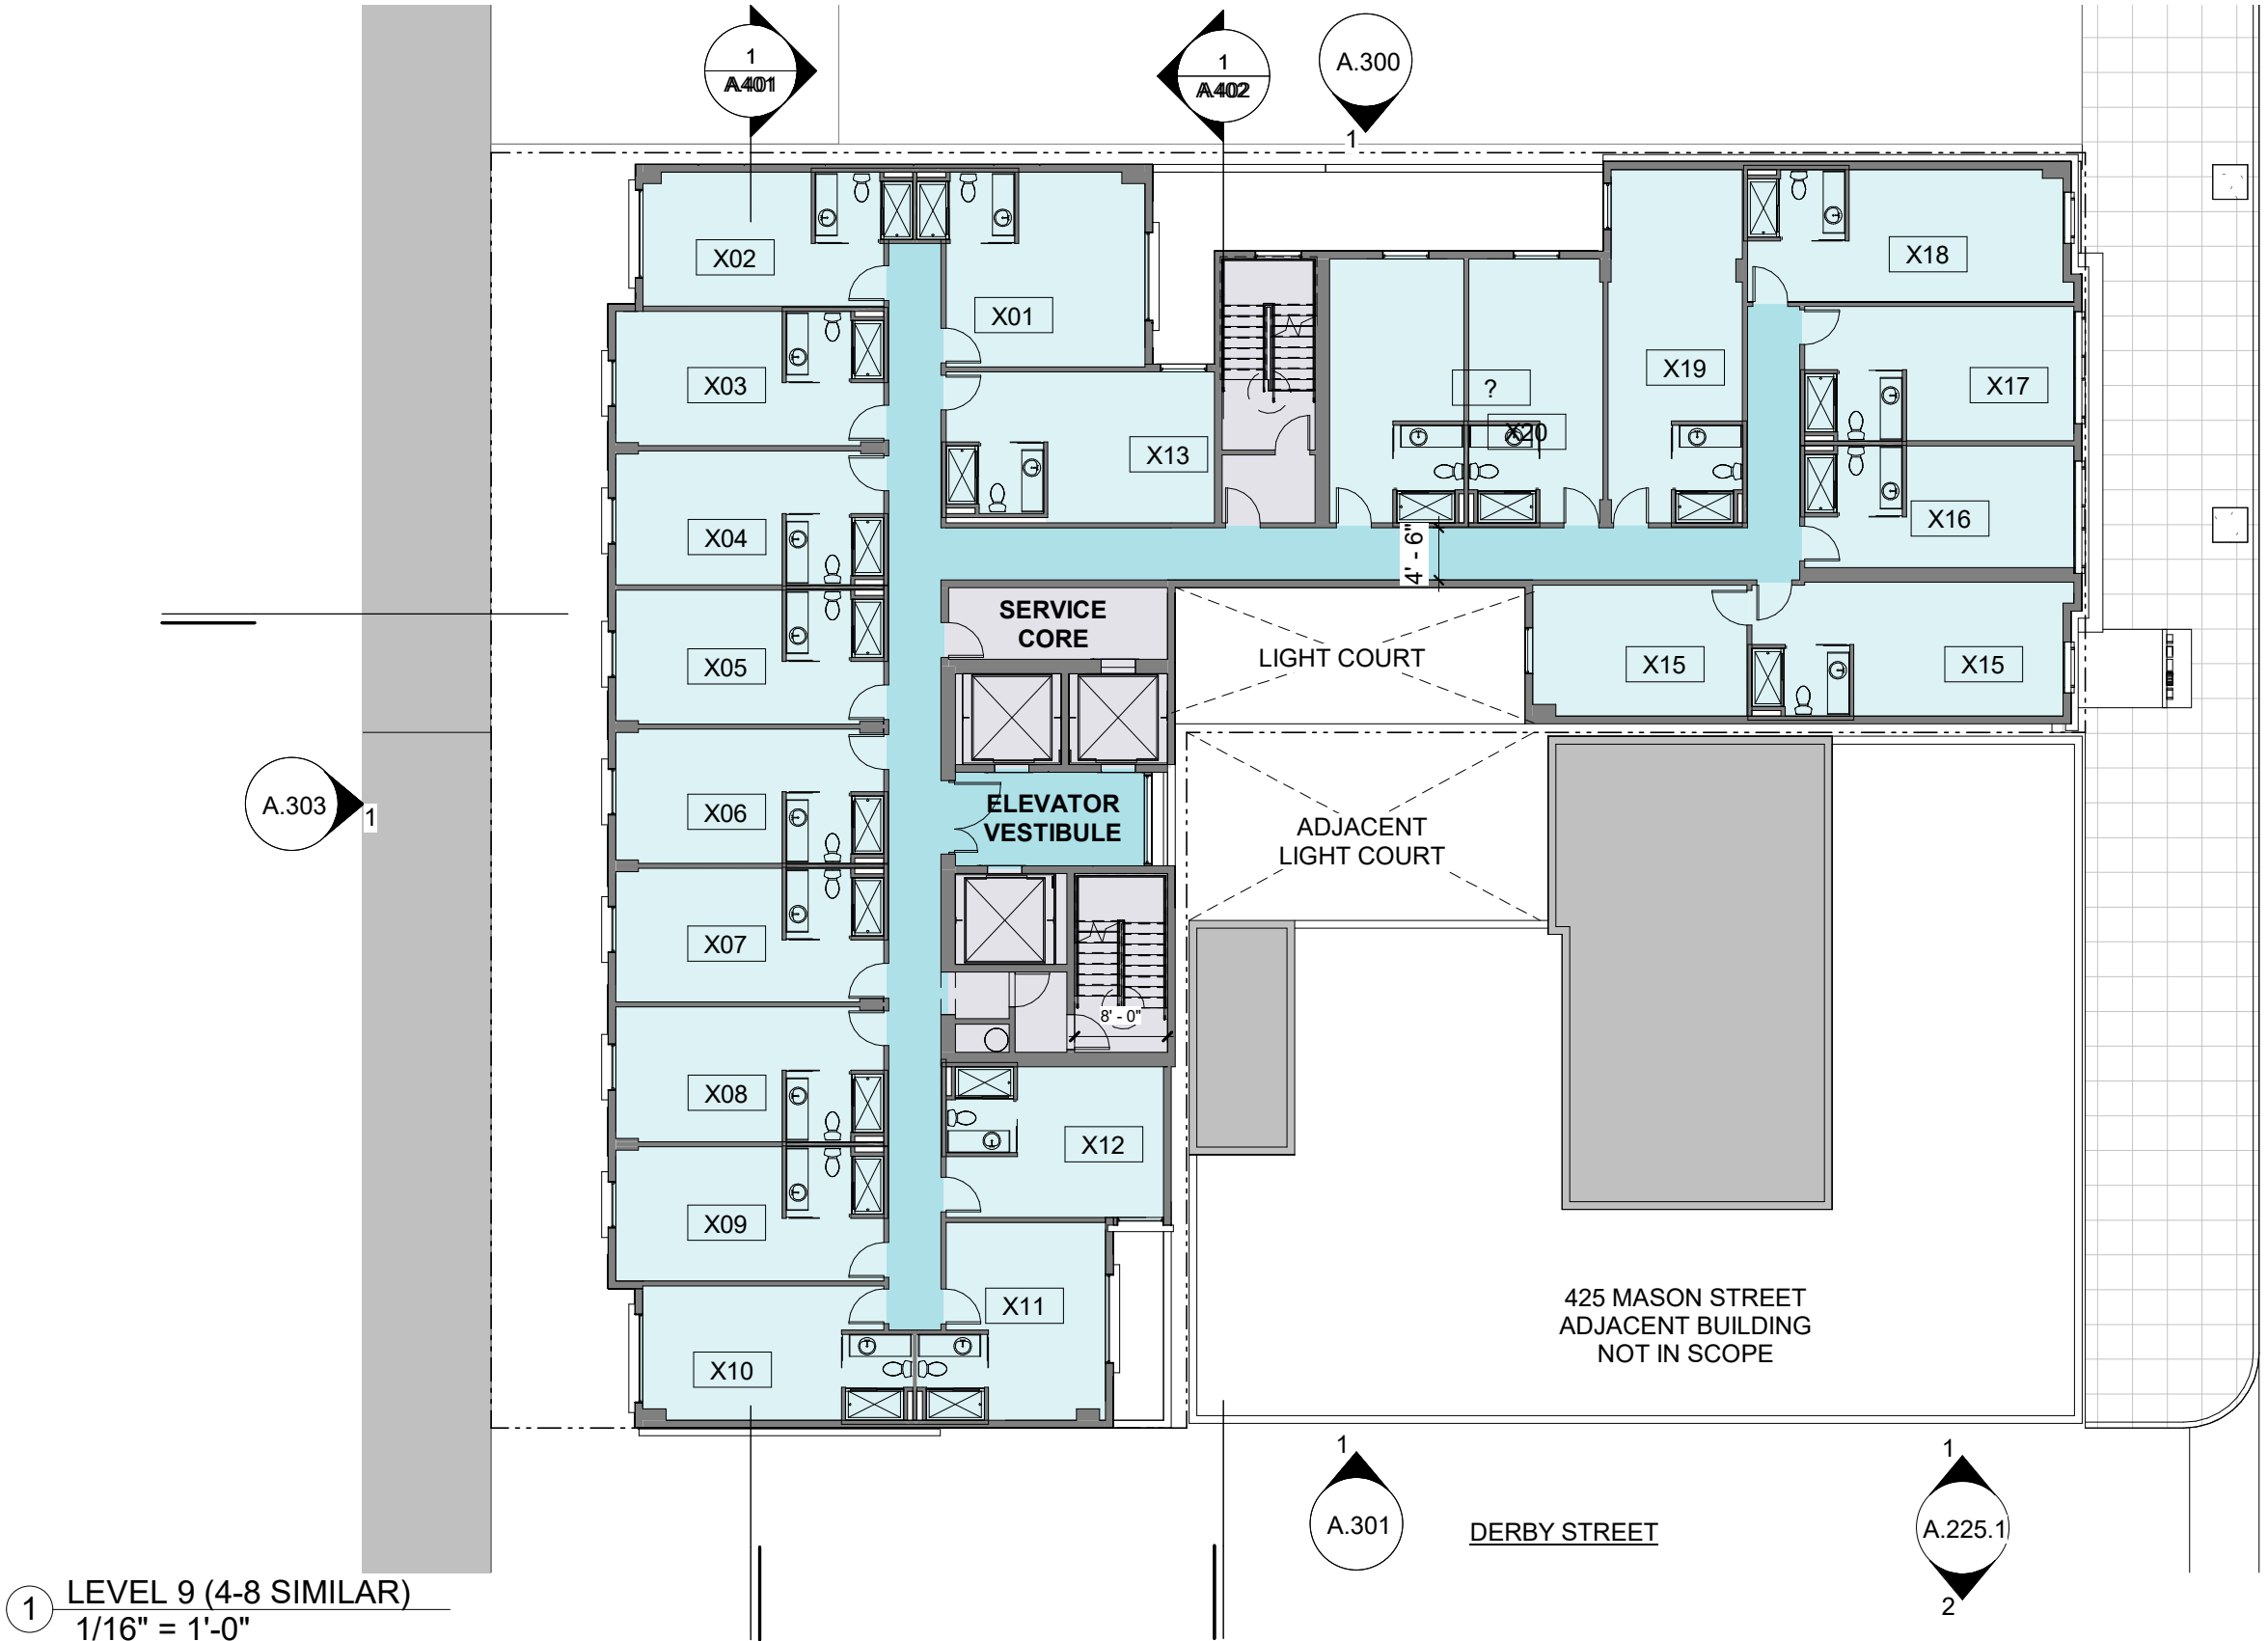 1
A401
1
A402
A.300
1
X02
X01
X18
X03
X19
?
X17
X20
X13
X04
X16
4' - 6"
SERVICE
CORE
LIGHT COURT
X05
X15
X15
A.303
1
X06
ELEVATOR
VESTIBULE
ADJACENT
LIGHT COURT
X07
8' - 0"
X08
X12
X09
X11
X10
425 MASON STREET
ADJACENT BUILDING
NOT IN SCOPE
1
A.301
DERBY STREET
1
A.225.1
2
1
LEVEL 9 (4-8 SIMILAR)
1/16" = 1'-0"